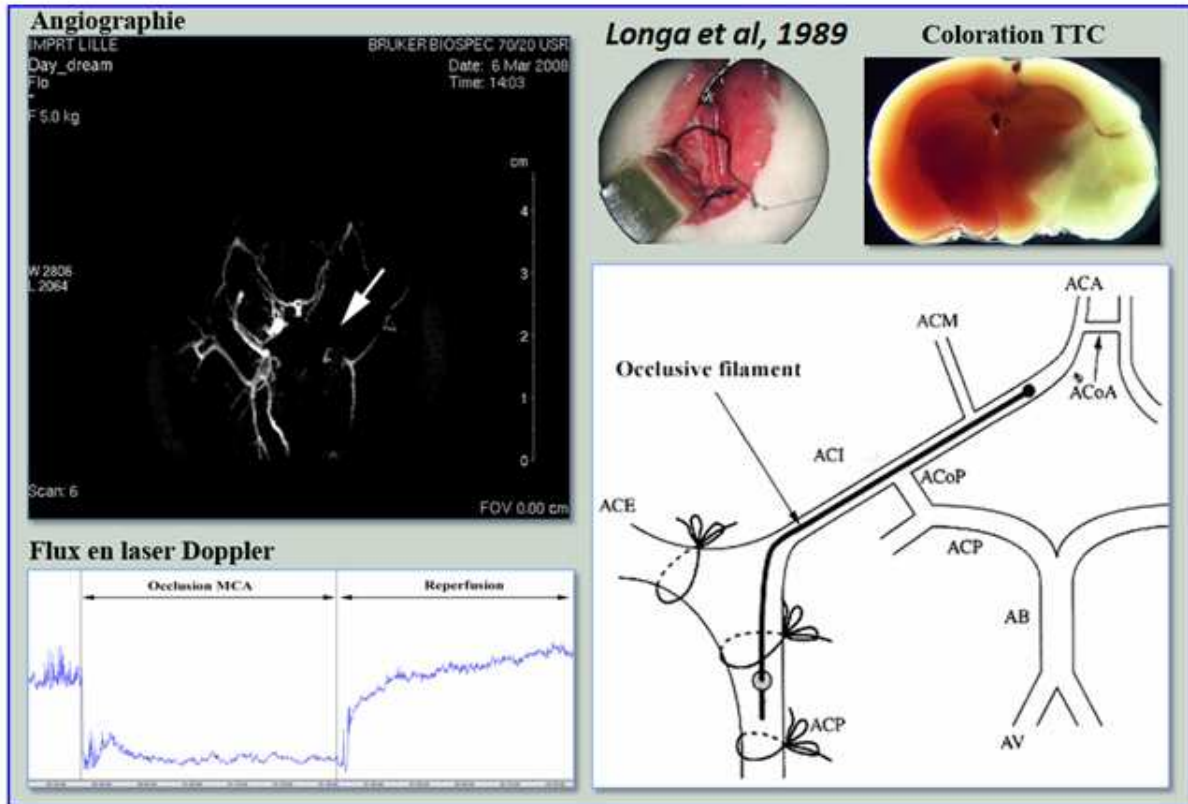 Angiographie
IMPRT LILLE
BRUKER BIOSPEC 70/20 USR
Day_dream
Date: 6 Mar 2008
Flo
Time: 14:03
F 5.0 kg
cm
4
3
W 2806
L 2064
2
1
0
Scan: 6
FOV 0.00 cm
Longa et al, 1989
Coloration TTC
ACA
ACM
Occlusive filament
ACoA
ACI
ACoP
ACE
ACP
AB
ACP
AV
Flux en laser Doppler
Occlusion MCA
Reperfusion